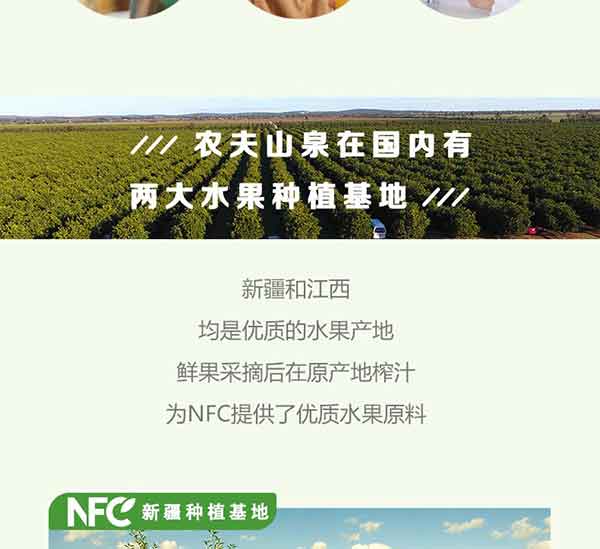 /// 农夫山泉在国内有
两大水果种植基地 ///
新疆和江西
均是优质的水果产地
鲜果采摘后在原产地榨汁
为NFC提供了优质水果原料
NFC 新疆种植基地